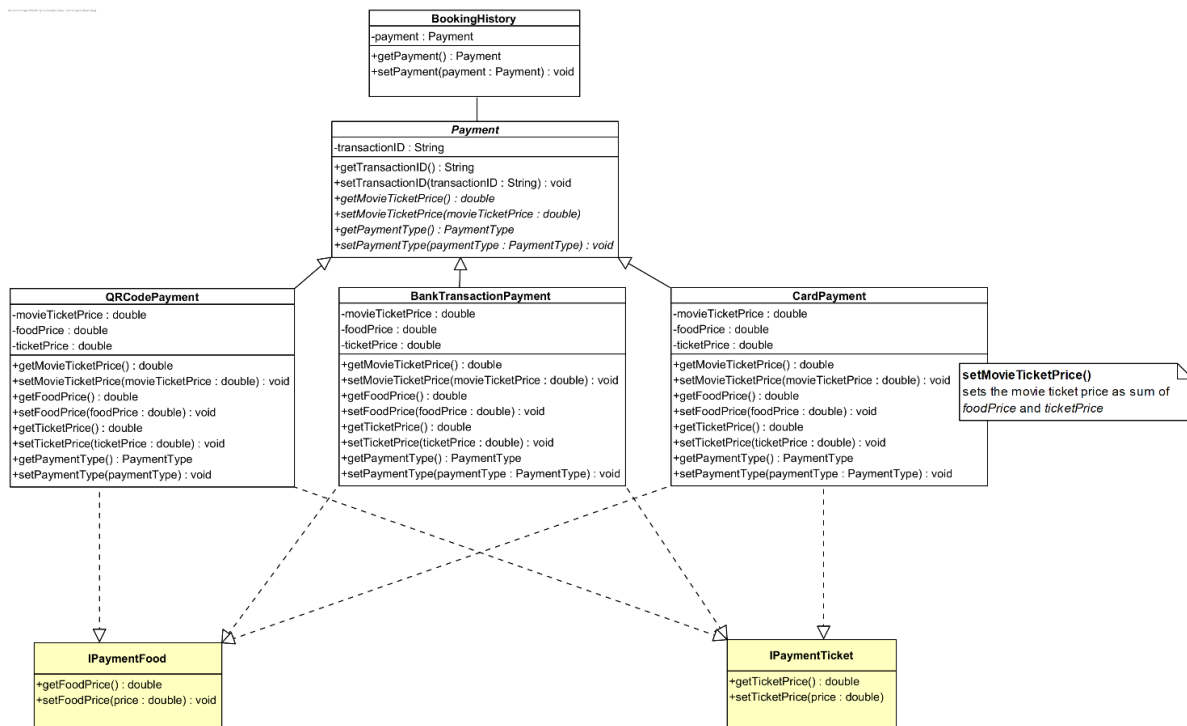 BookingHistory
-payment : Payment
+getPayment() : Payment
+setPayment(payment : Payment) : void
Payment
-transactionID : String
+getTransactionID() : String
+setTransactionID(transactionID : String) : void
+getMovieTicketPrice() : double
+setMovieTicketPrice(movieTicketPrice : double)
+getPaymentType() : PaymentType
+setPaymentType(paymentType : PaymentType) : void
QRCodePayment
-movieTicketPrice : double
-foodPrice : double
-ticketPrice : double
+getMovieTicketPrice() : double
+setMovieTicketPrice(movieTicketPrice : double) : void
+getFoodPrice() : double
+setFoodPrice(foodPrice : double) : void
+getTicketPrice() : double
+setTicketPrice(ticketPrice : double) : void
+getPaymentType() : PaymentType
+setPaymentType(paymentType) : void
BankTransactionPayment
-movieTicketPrice : double
-foodPrice : double
-ticketPrice : double
+getMovieTicketPrice() : double
+setMovieTicketPrice(movieTicketPrice : double) : void
+getFoodPrice() : double
+setFoodPrice(foodPrice : double) : void
+getTicketPrice() : double
+setTicketPrice(ticketPrice : double) : void
+getPaymentType() : PaymentType
+setPaymentType(paymentType : PaymentType) : void
CardPayment
-movieTicketPrice : double
-foodPrice : double
-ticketPrice : double
+getMovieTicketPrice() : double
+setMovieTicketPrice(movieTicketPrice : double) : void
+getFoodPrice() : double
+setFoodPrice(foodPrice : double) : void
+getTicketPrice() : double
+setTicketPrice(ticketPrice : double) : void
+getPaymentType() : PaymentType
+setPaymentType(paymentType : PaymentType) : void
setMovieTicketPrice()
sets the movie ticket price as sum of
foodPrice and ticketPrice
IPaymentFood
+getFoodPrice() : double
+setFoodPrice(price : double) : void
IPaymentTicket
+getTicketPrice() : double
+setTicketPrice(price : double)